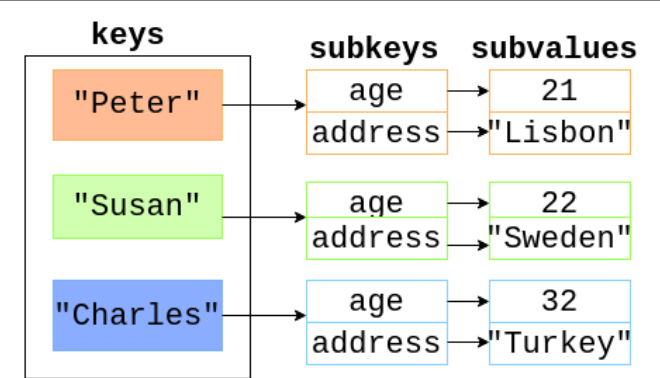 keys
subkeys subvalues
"Peter"
age 21
address "Lisbon"
"Susan"
age 22
address "Sweden"
"Charles"
age 32
address "Turkey"